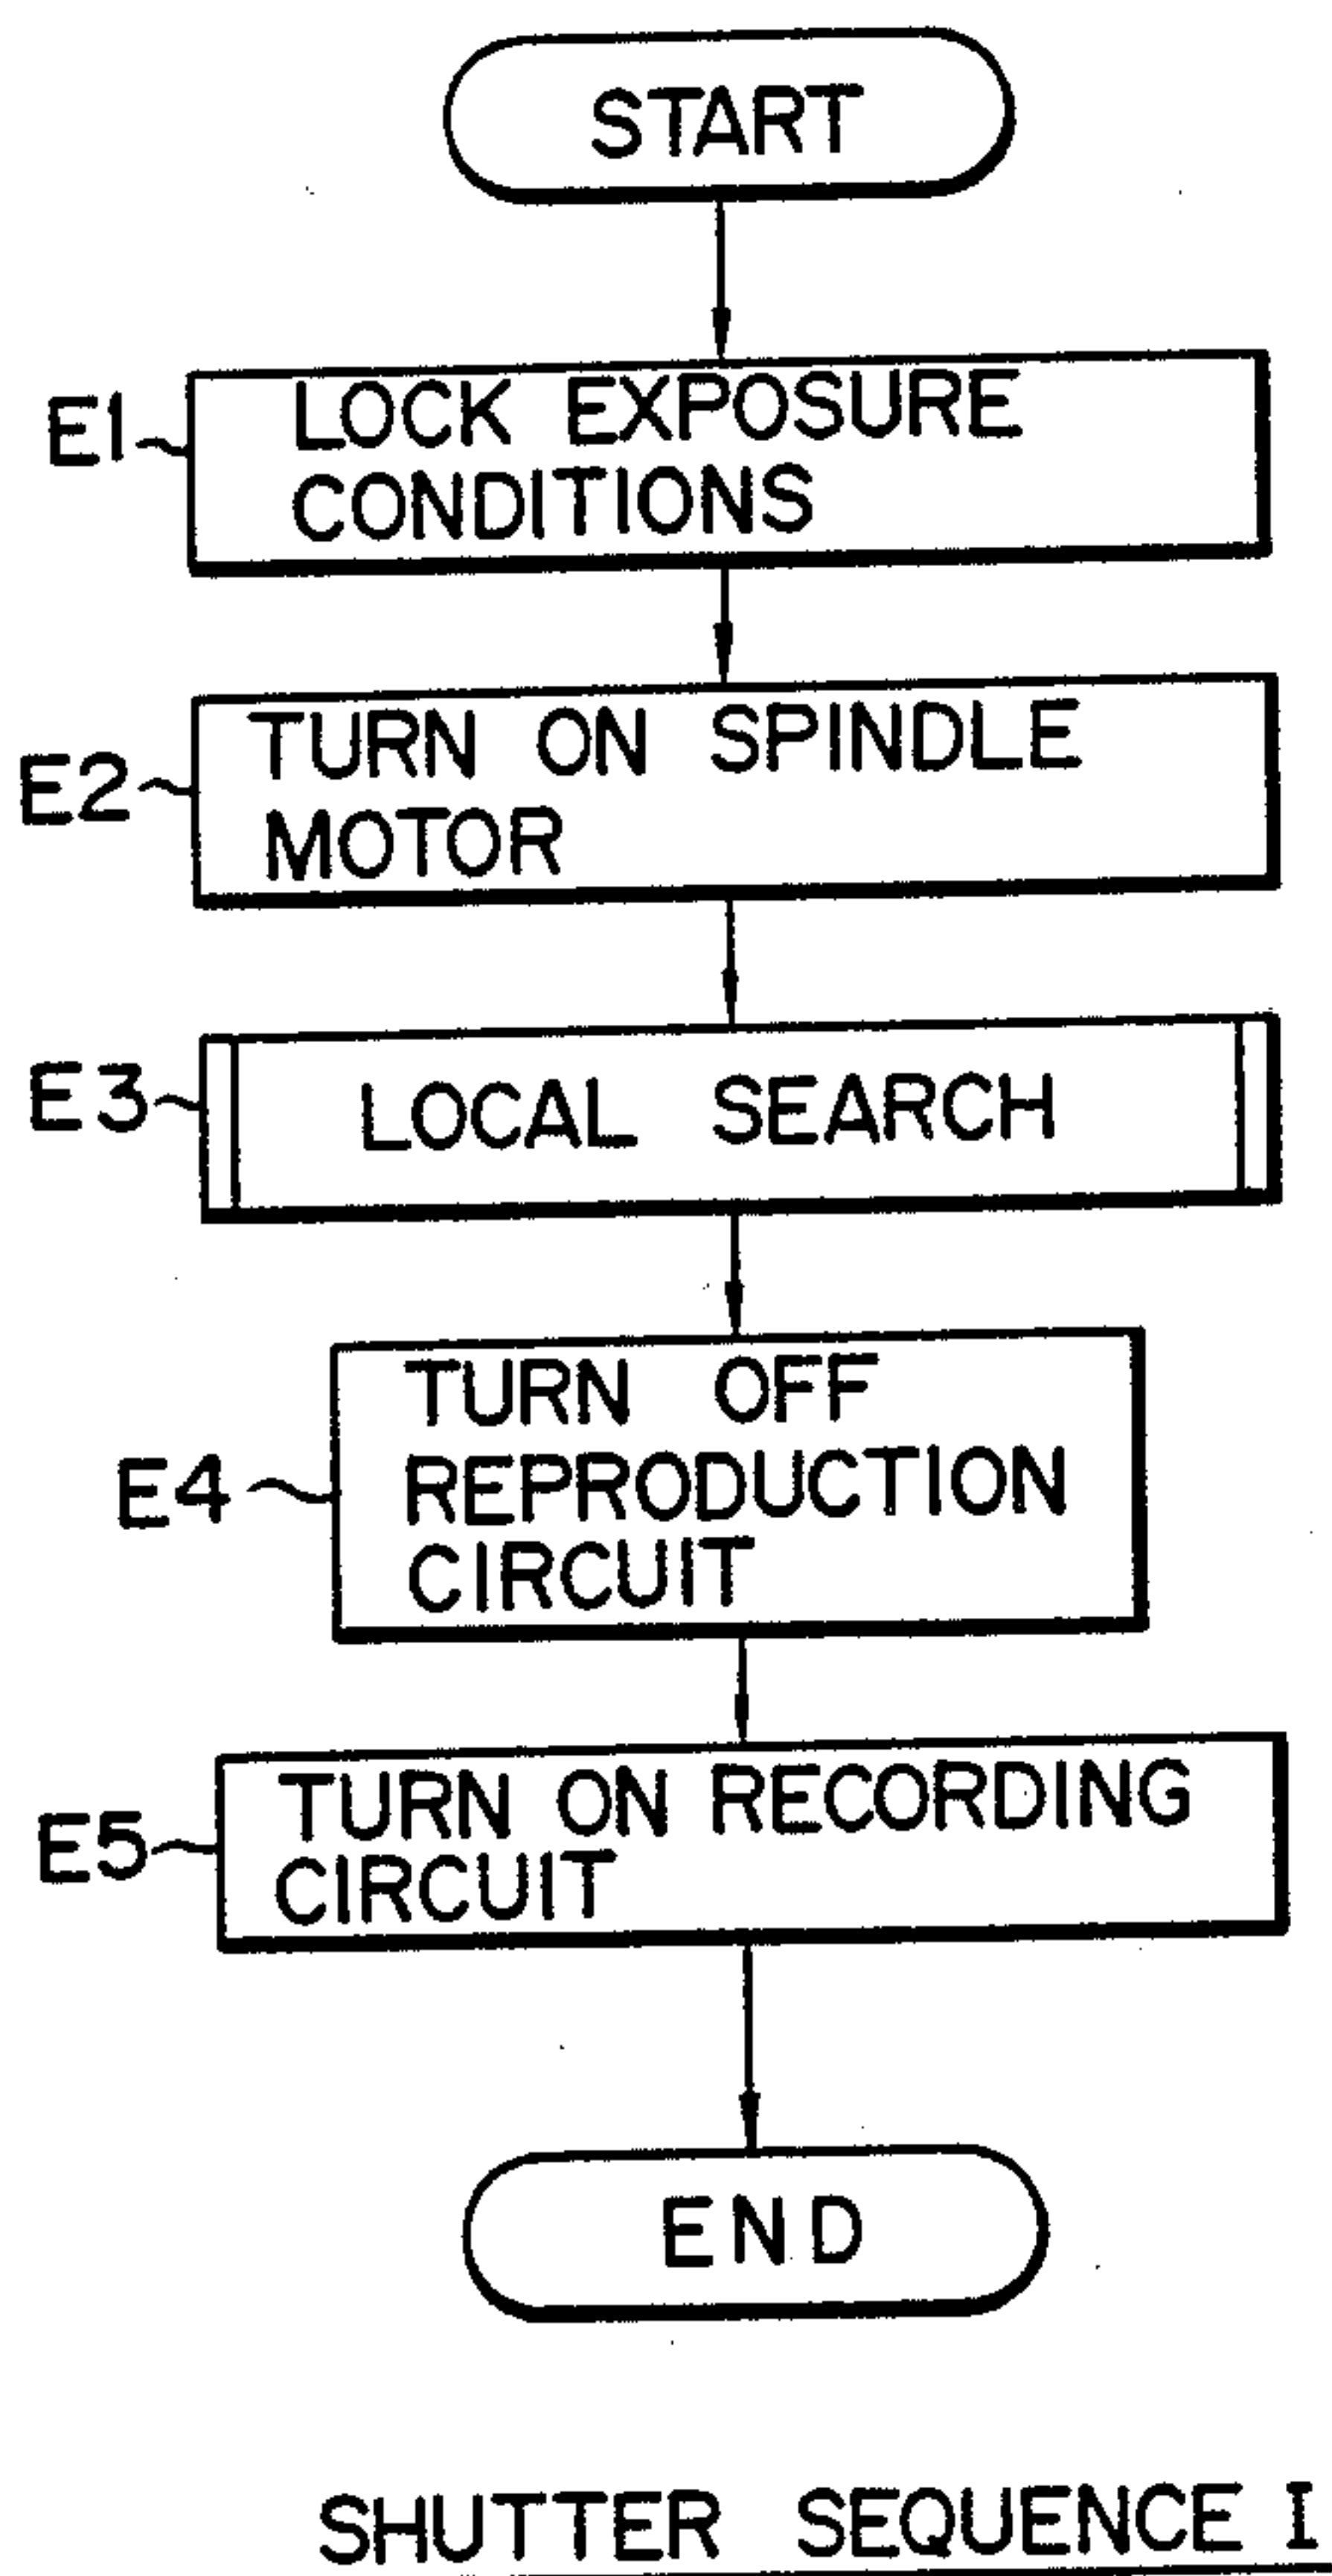 START
E1
LOCK EXPOSURE
CONDITIONS
E2
TURN ON SPINDLE
MOTOR
E3
LOCAL SEARCH
E4
TURN OFF
REPRODUCTION
CIRCUIT
E5
TURN ON RECORDING
CIRCUIT
END
SHUTTER SEQUENCE I